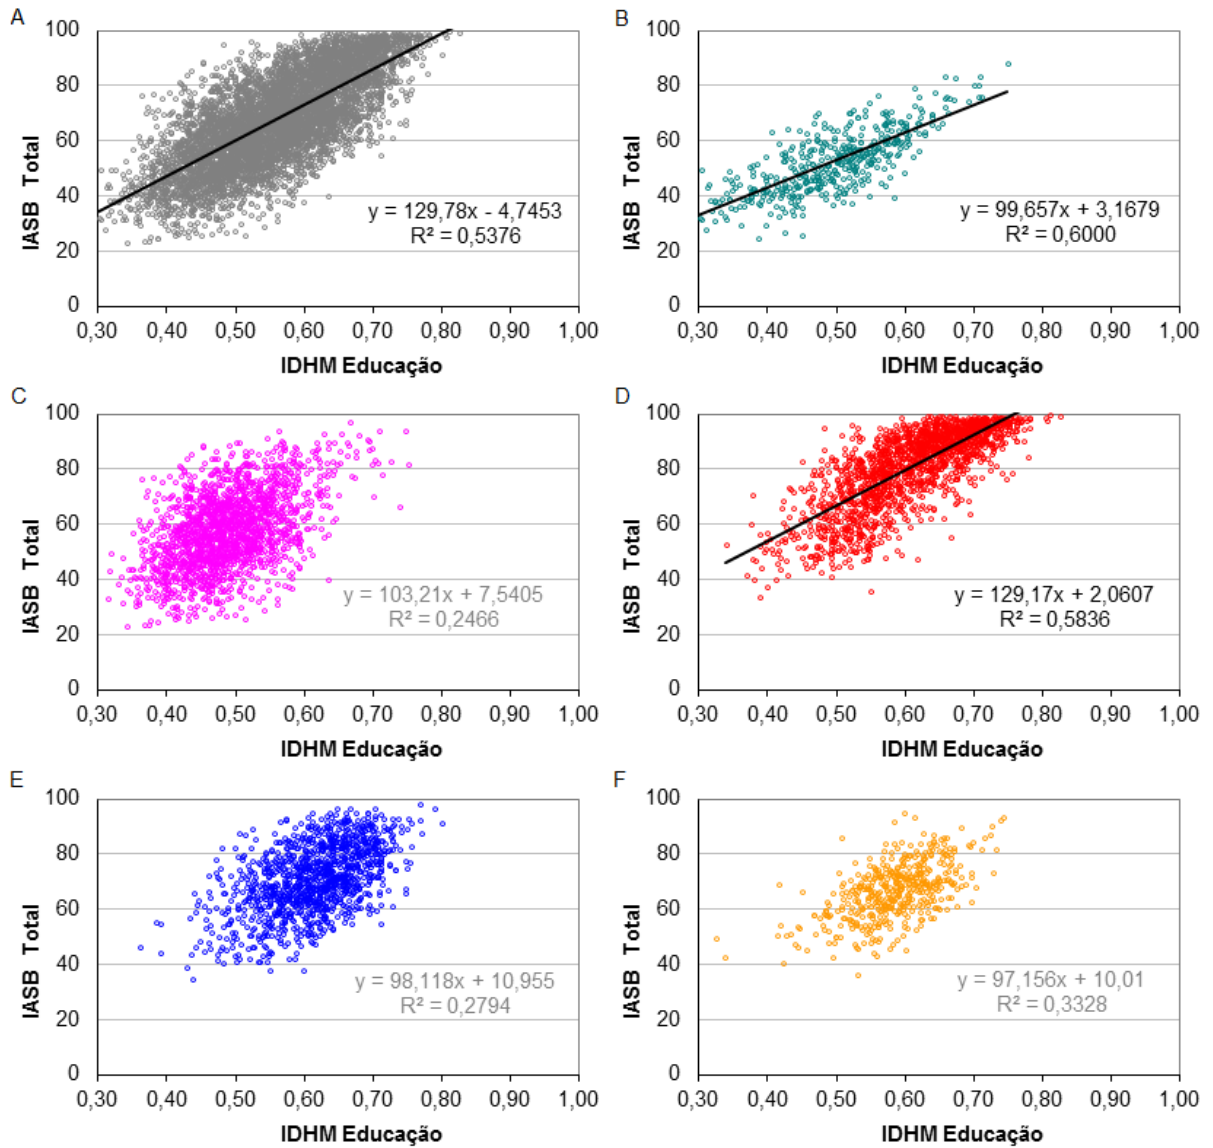 A
100
80
60
40
20
0
IASB Total
y = 129,78x - 4,7453
R² = 0,5376
0,30 0,40 0,50 0,60 0,70 0,80 0,90 1,00
IDHM Educação
B
100
80
60
40
20
0
IASB Total
y = 99,657x + 3,1679
R² = 0,6000
0,30 0,40 0,50 0,60 0,70 0,80 0,90 1,00
IDHM Educação
C
100
80
60
40
20
0
IASB Total
y = 103,21x + 7,5405
R² = 0,2466
0,30 0,40 0,50 0,60 0,70 0,80 0,90 1,00
IDHM Educação
D
100
80
60
40
20
0
IASB Total
y = 129,17x + 2,0607
R² = 0,5836
0,30 0,40 0,50 0,60 0,70 0,80 0,90 1,00
IDHM Educação
E
100
80
60
40
20
0
IASB Total
y = 98,118x + 10,955
R² = 0,2794
0,30 0,40 0,50 0,60 0,70 0,80 0,90 1,00
IDHM Educação
F
100
80
60
40
20
0
IASB Total
y = 97,156x + 10,01
R² = 0,3328
0,30 0,40 0,50 0,60 0,70 0,80 0,90 1,00
IDHM Educação